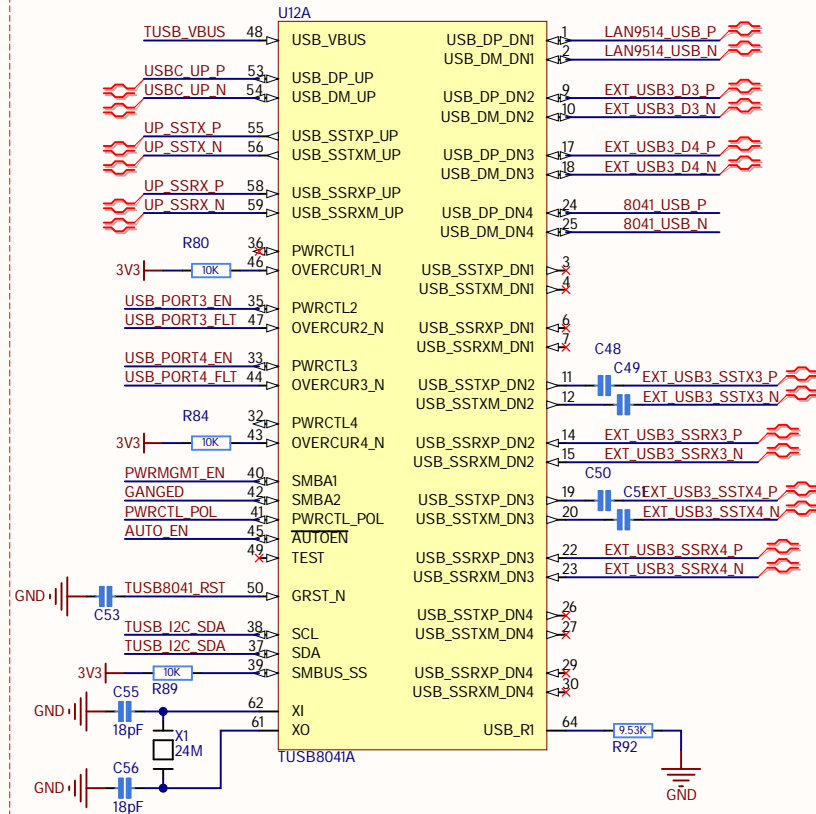 U12A
TUSB_VBUS 48 USB_VBUS USB_DP_DN1 1 LAN9514_USB_P
USB_DM_DN1 2 LAN9514_USB_N
USBC_UP_P 53 USB_DP_UP
USBC_UP_N 54 USB_DM_UP USB_DP_DN2 9 EXT_USB3_D3_P
USB_DM_DN2 10 EXT_USB3_D3_N
UP_SSTX_P 55 USB_SSTXP_UP
UP_SSTX_N 56 USB_SSTXM_UP USB_DP_DN3 17 EXT_USB3_D4_P
USB_DM_DN3 18 EXT_USB3_D4_N
UP_SSRX_P 58 USB_SSRXP_UP
UP_SSRX_N 59 USB_SSRXM_UP USB_DP_DN4 24 8041_USB_P
USB_DM_DN4 25 8041_USB_N
R80
36 PWRCTL1
3V3 10K 46 OVERCUR1_N USB_SSTXP_DN1 3
USB_SSTXM_DN1 4
USB_PORT3_EN 35 PWRCTL2
USB_PORT3_FLT 47 OVERCUR2_N USB_SSRXP_DN1 6
USB_SSRXM_DN1 7
C48
USB_PORT4_EN 33 PWRCTL3 C49
USB_PORT4_FLT 44 OVERCUR3_N USB_SSTXP_DN2 11 EXT_USB3_SSTX3_P
USB_SSTXM_DN2 12 EXT_USB3_SSTX3_N
R84
32 PWRCTL4
3V3 10K 43 OVERCUR4_N USB_SSRXP_DN2 14 EXT_USB3_SSRX3_P
USB_SSRXM_DN2 15 EXT_USB3_SSRX3_N
PWRMGMT_EN 40 SMBA1 C50
GANGED 42 SMBA2 USB_SSTXP_DN3 19 C51 EXT_USB3_SSTX4_P
PWRCTL_POL 41 PWRCTL_POL USB_SSTXM_DN3 20 EXT_USB3_SSTX4_N
AUTO_EN 45 AUTOEN
49 TEST USB_SSRXP_DN3 22 EXT_USB3_SSRX4_P
USB_SSRXM_DN3 23 EXT_USB3_SSRX4_N
GND TUSB8041_RST 50 GRST_N
C53
USB_SSTXP_DN4 26
TUSB_I2C_SDA 38 SCL USB_SSTXM_DN4 27
TUSB_I2C_SDA 37 SDA
3V3 10K 39 SMBUS_SS USB_SSRXP_DN4 29
R89 USB_SSRXM_DN4 30
C55
GND 62 XI
18pF 61 XO USB_R1 64 9.53K
X1 R92
24M
TUSB8041A
C56
GND
18pF
GND